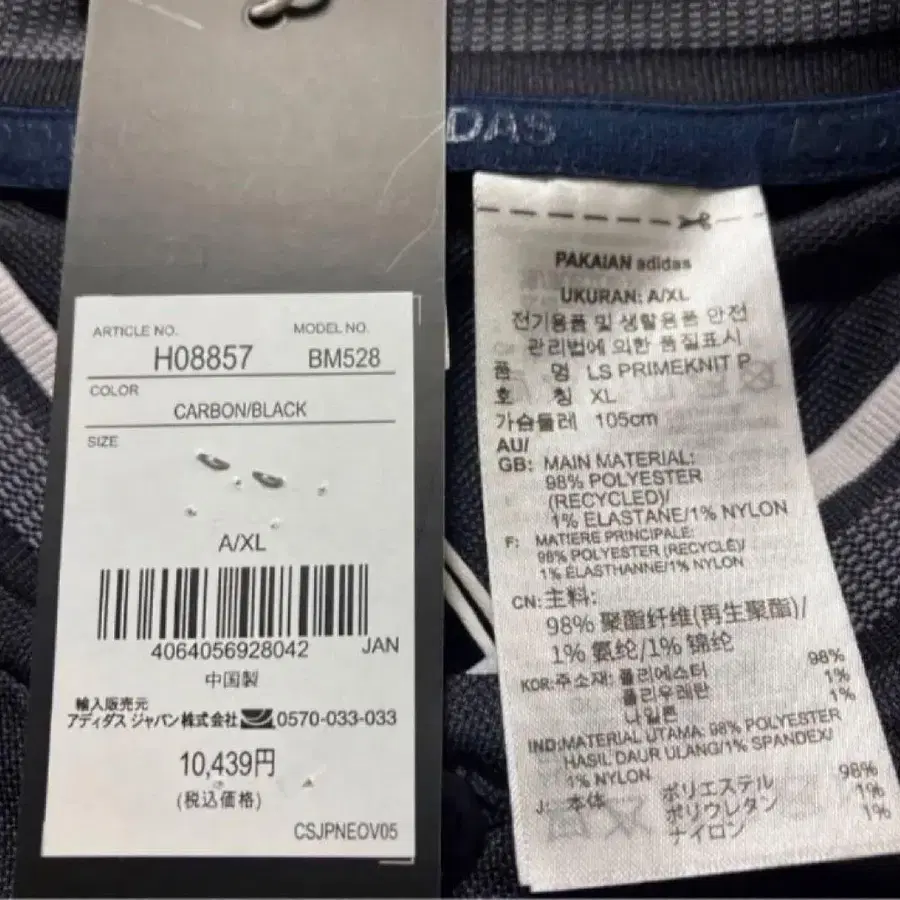 DAS
ARTICLE NO. MODEL NO.
H08857 BM528
COLOR
CARBON/BLACK
SIZE
A/XL
4064056928042 JAN
中国製
輸入販売元
アディダス ジャパン株式会社 0570-033-033
10,439円
(税込価格)
CSJPNEOV05
PAKAIAN adidas
UKURAN: A/XL
전기용품 및 생활용품 안전
관리법에 의한 품질표시
품 명 LS PRIMEKNIT P
호 칭 XL
가슴둘레 105cm
AU/
GB: MAIN MATERIAL:
98% POLYESTER
(RECYCLED)/
1% ELASTANE/1% NYLON
F: MATIERE PRINCIPALE:
98% POLYESTER (RECYCLÉ)/
1% ÉLASTHANNE/1% NYLON
CN: 主料:
98% 聚酯纤维(再生聚酯)/
1% 氨纶/1% 锦纶
KOR: 주소재: 폴리에스터 98%
폴리우레탄 1%
나일론 1%
IND: MATERIAL UTAMA: 98% POLYESTER
HASIL DAUR ULANG/1% SPANDEX/
1% NYLON
J: 本体 ポリエステル 98%
ポリウレタン 1%
ナイロン 1%